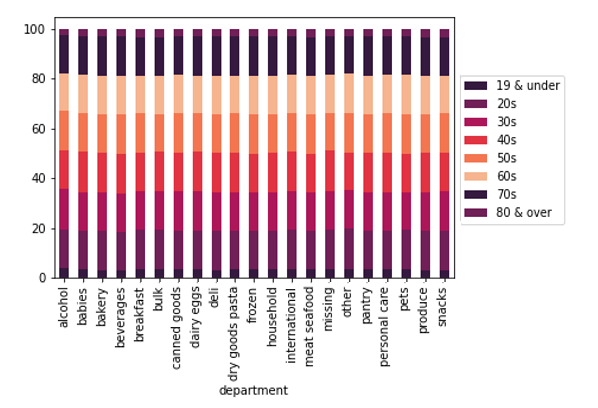 100
80
60
40
20
0
19 & under
20s
30s
40s
50s
60s
70s
80 & over
alcohol
babies
bakery
beverages
breakfast
bulk
canned goods
dairy eggs
deli
dry goods pasta
frozen
household
international
meat seafood
missing
other
pantry
personal care
pets
produce
snacks
department